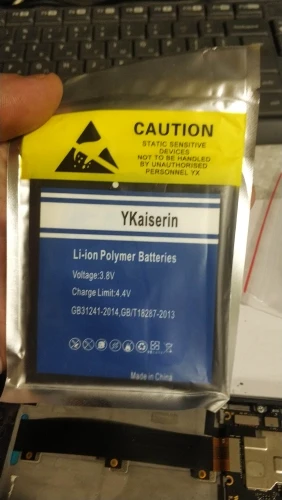 CAUTION
STATIC SENSITIVE
DEVICES
NOT TO BE HANDLED
BY UNAUTHORISED
PERSONNEL YX
YKaiserin
Li-ion Polymer Batteries
Voltage:3.8V
Charge Limit:4.4V
GB31241-2014,GB/T18287-2013
Made in China